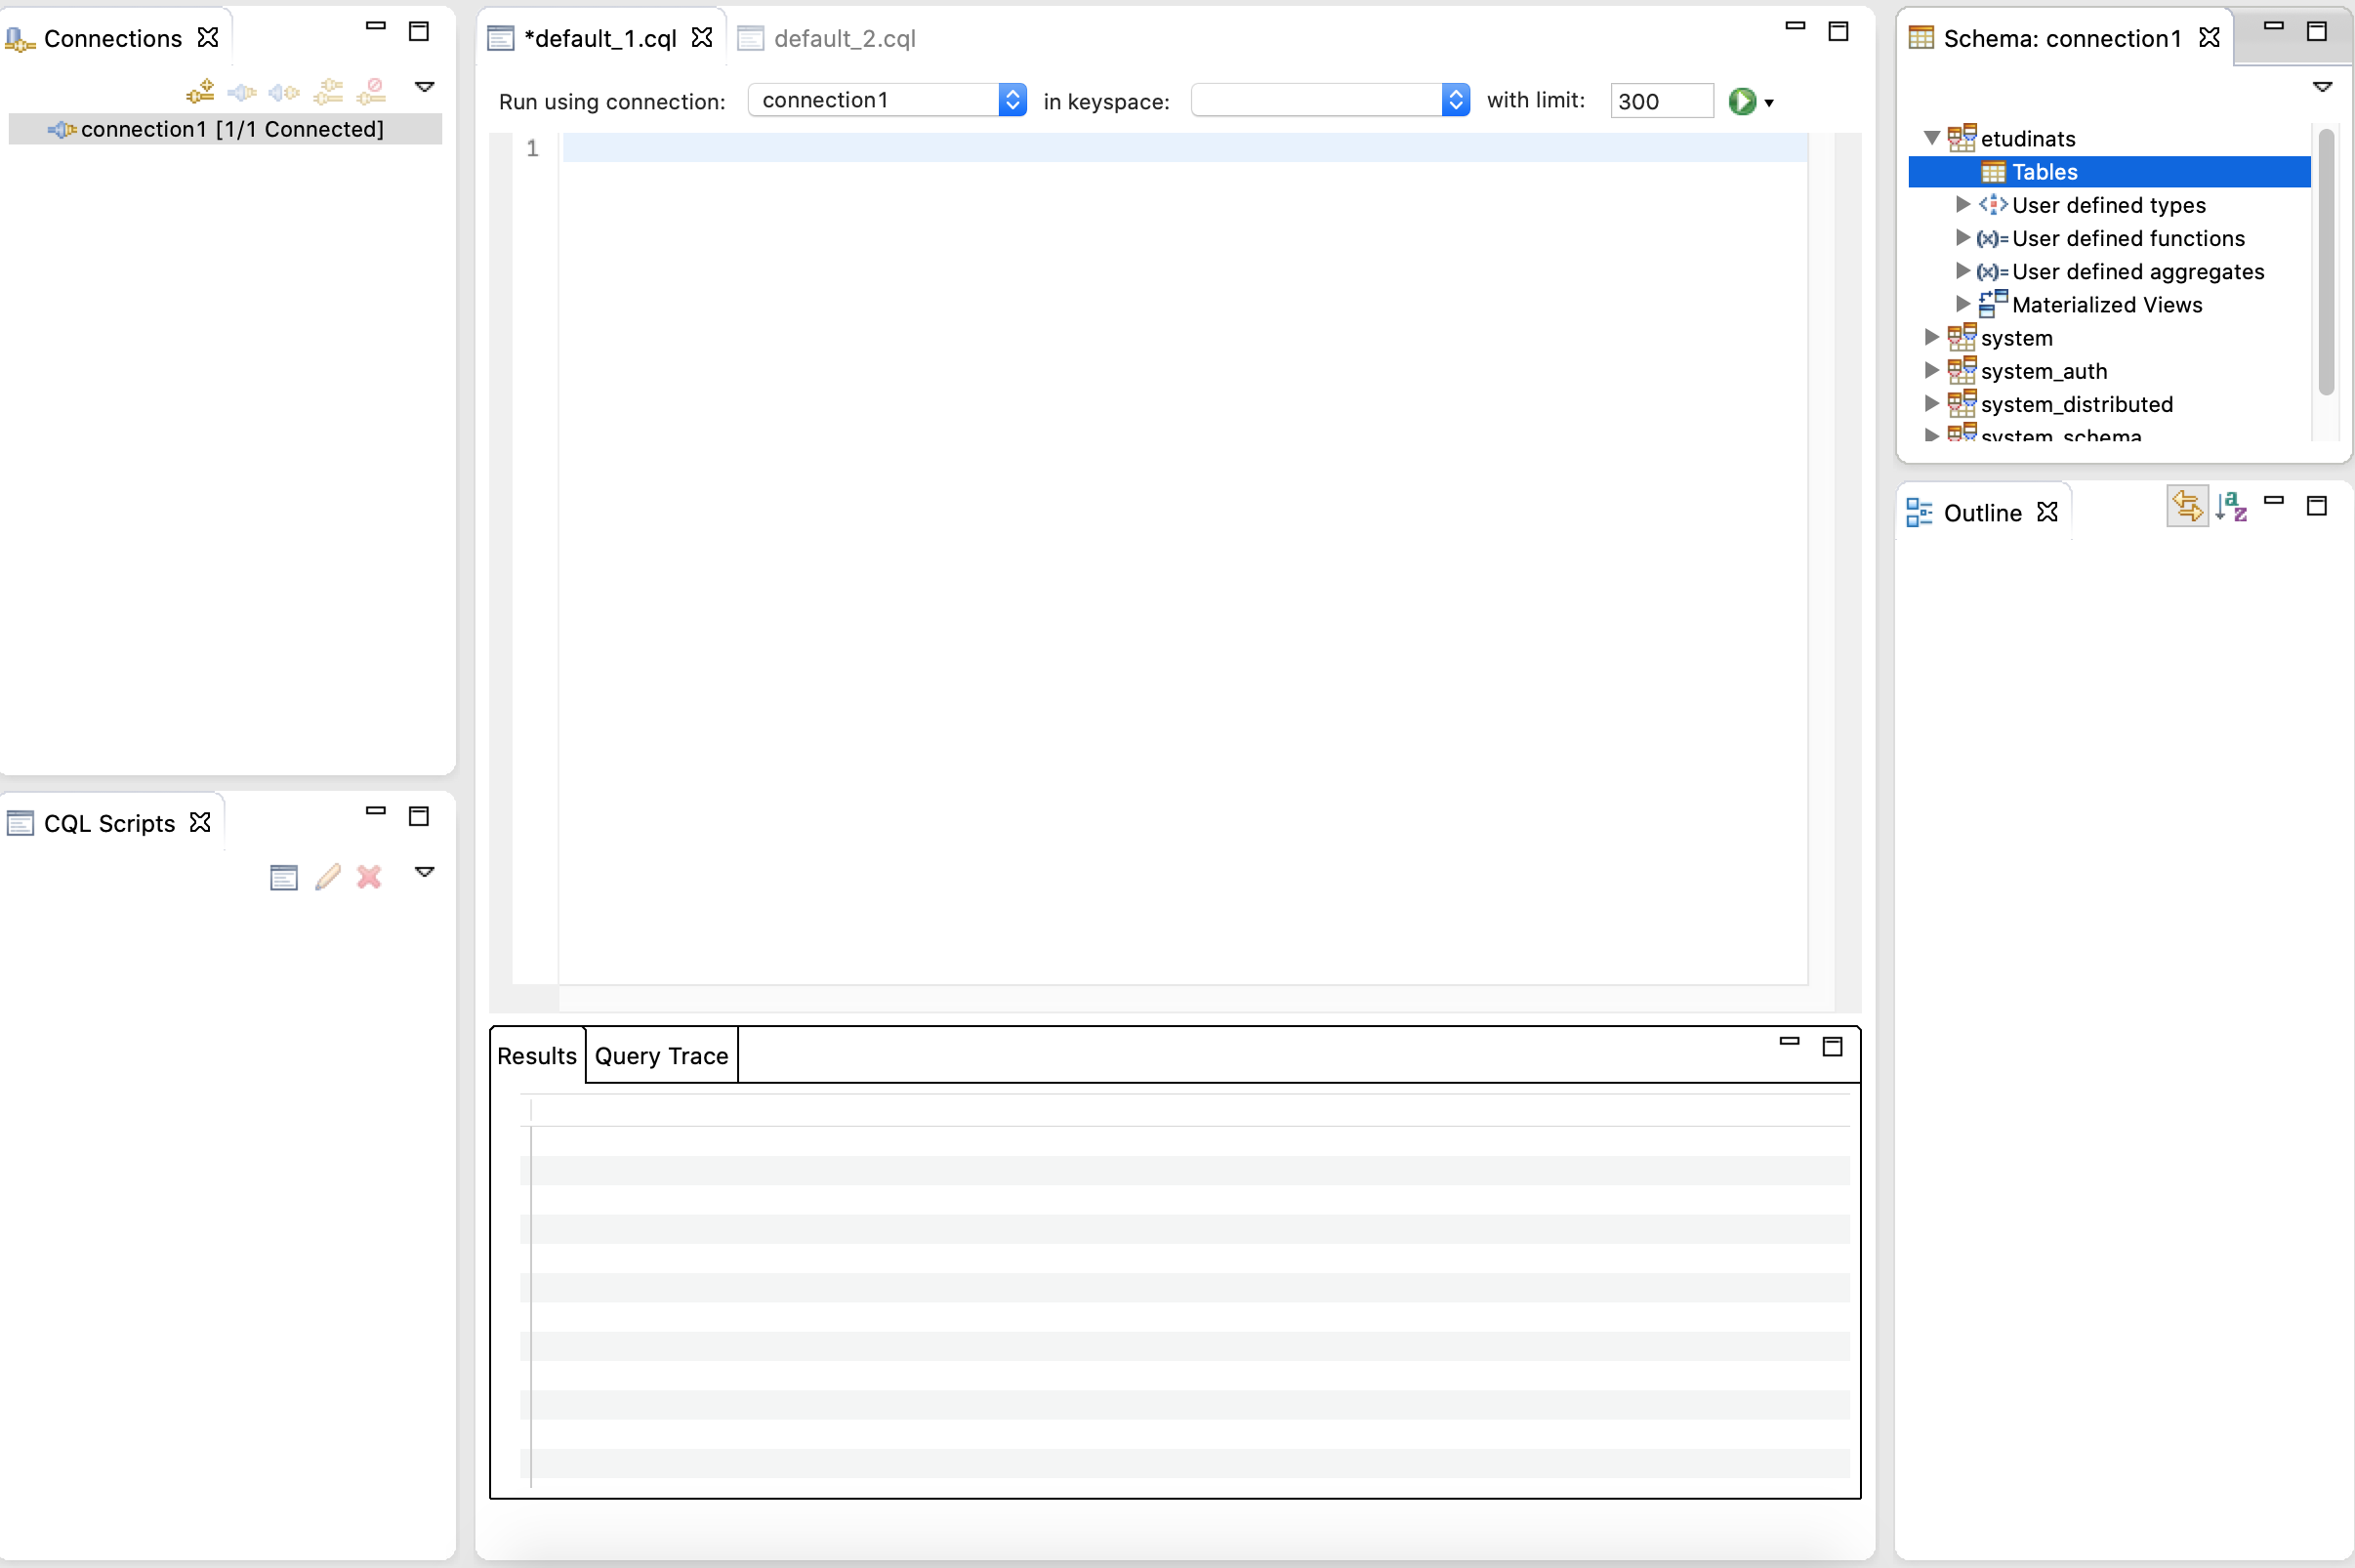 Connections
connection1 [1/1 Connected]
CQL Scripts
*default_1.cql
default_2.cql
Run using connection: connection1 in keyspace: with limit: 300
1
Results Query Trace
Schema: connection1
etudinats
Tables
User defined types
User defined functions
User defined aggregates
Materialized Views
system
system_auth
system_distributed
system_schema
Outline